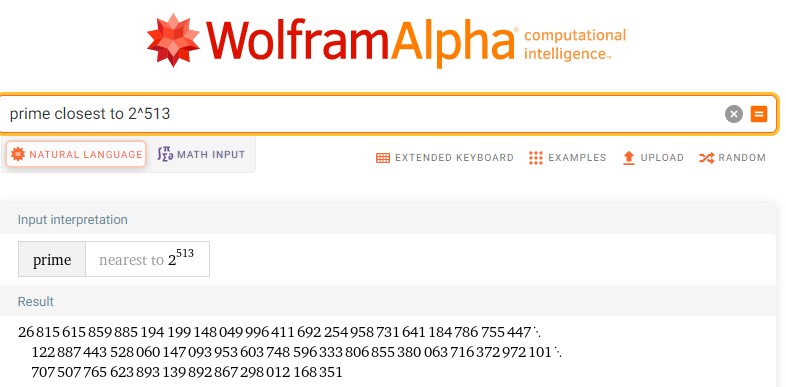 WolframAlpha computational intelligence™
prime closest to 2^513
NATURAL LANGUAGE MATH INPUT EXTENDED KEYBOARD EXAMPLES UPLOAD RANDOM
Input interpretation
prime nearest to 2^513
Result
26 815 615 859 885 194 199 148 049 996 411 692 254 958 731 641 184 786 755 447⋱
122 887 443 528 060 147 093 953 603 748 596 333 806 855 380 063 716 372 972 101⋱
707 507 765 623 893 139 892 867 298 012 168 351